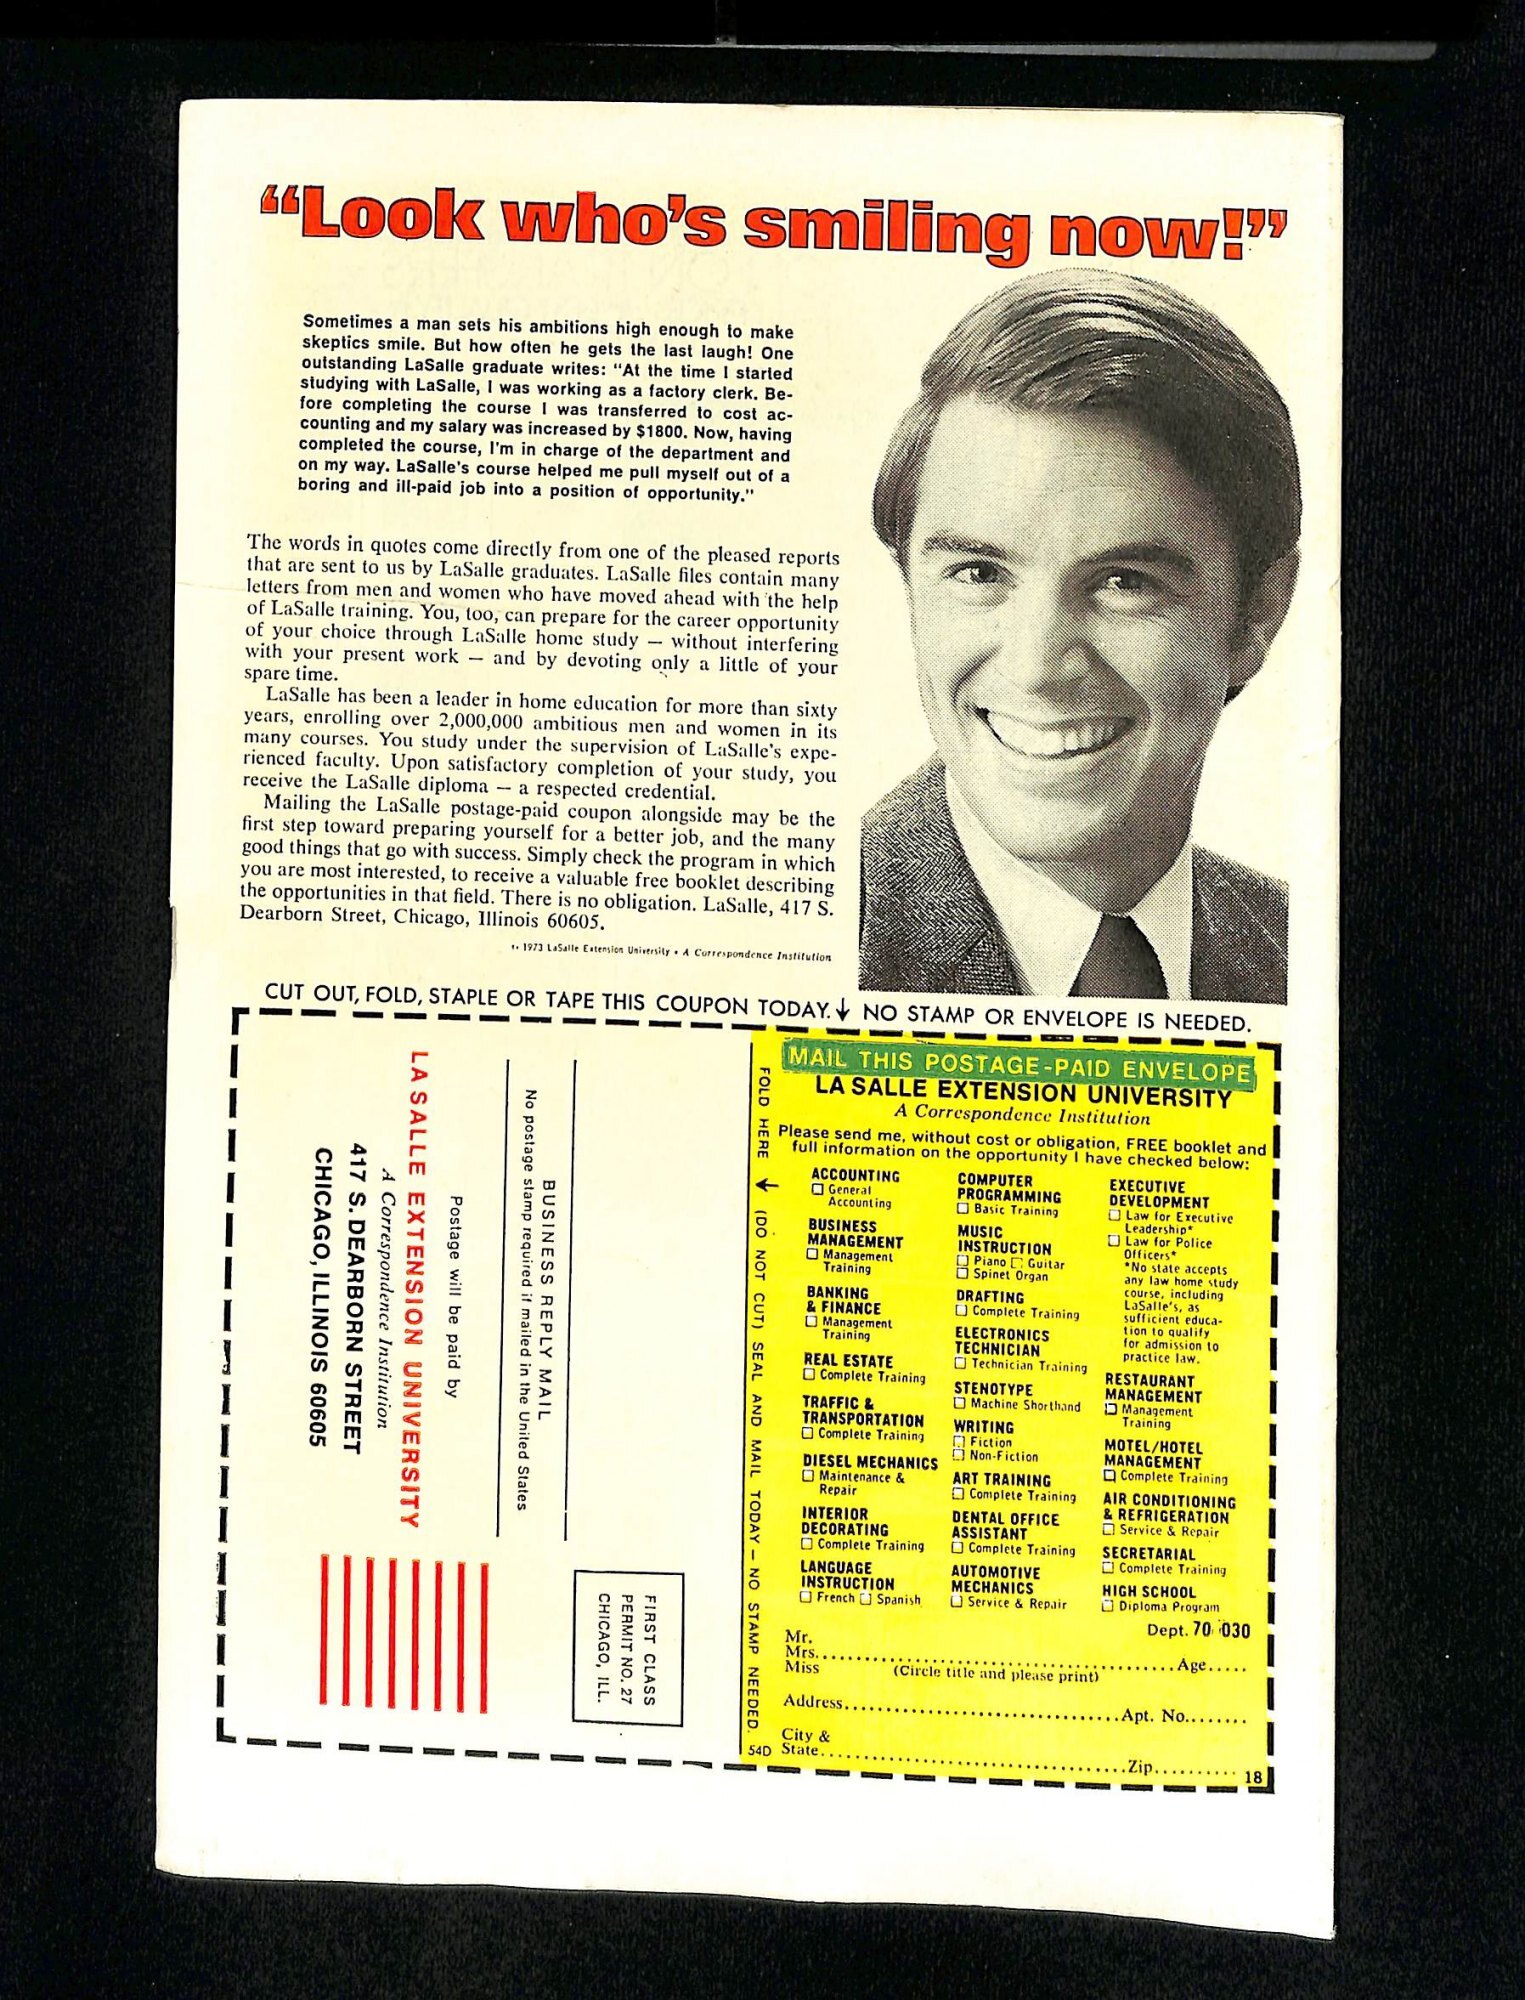 “Look who’s smiling now!”
Sometimes a man sets his ambitions high enough to make
skeptics smile. But how often he gets the last laugh! One
outstanding LaSalle graduate writes: "At the time I started
studying with LaSalle, I was working as a factory clerk. Be-
fore completing the course I was transferred to cost ac-
counting and my salary was increased by $1800. Now, having
completed the course, I'm in charge of the department and
on my way. LaSalle's course helped me pull myself out of a
boring and ill-paid job into a position of opportunity."
The words in quotes come directly from one of the pleased reports
that are sent to us by LaSalle graduates. LaSalle files contain many
letters from men and women who have moved ahead with the help
of LaSalle training. You, too, can prepare for the career opportunity
of your choice through LaSalle home study — without interfering
with your present work — and by devoting only a little of your
spare time.
LaSalle has been a leader in home education for more than sixty
years, enrolling over 2,000,000 ambitious men and women in its
many courses. You study under the supervision of LaSalle's expe-
rienced faculty. Upon satisfactory completion of your study, you
receive the LaSalle diploma — a respected credential.
Mailing the LaSalle postage-paid coupon alongside may be the
first step toward preparing yourself for a better job, and the many
good things that go with success. Simply check the program in which
you are most interested, to receive a valuable free booklet describing
the opportunities in that field. There is no obligation. LaSalle, 417 S.
Dearborn Street, Chicago, Illinois 60605.
1973 LaSalle Extension University • A Correspondence Institution
CUT OUT, FOLD, STAPLE OR TAPE THIS COUPON TODAY. ↓ NO STAMP OR ENVELOPE IS NEEDED.
FIRST CLASS
PERMIT NO. 27
CHICAGO, ILL.
BUSINESS REPLY MAIL
No postage stamp required if mailed in the United States
Postage will be paid by
LA SALLE EXTENSION UNIVERSITY
A Correspondence Institution
417 S. DEARBORN STREET
CHICAGO, ILLINOIS 60605
FOLD HERE → (DO NOT CUT) SEAL AND MAIL TODAY — NO STAMP NEEDED.
54D
MAIL THIS POSTAGE-PAID ENVELOPE
LA SALLE EXTENSION UNIVERSITY
A Correspondence Institution
Please send me, without cost or obligation, FREE booklet and
full information on the opportunity I have checked below:
ACCOUNTING
☐ General
Accounting
BUSINESS
MANAGEMENT
☐ Management
Training
BANKING
& FINANCE
☐ Management
Training
REAL ESTATE
☐ Complete Training
TRAFFIC &
TRANSPORTATION
☐ Complete Training
DIESEL MECHANICS
☐ Maintenance &
Repair
INTERIOR
DECORATING
☐ Complete Training
LANGUAGE
INSTRUCTION
☐ French ☐ Spanish
COMPUTER
PROGRAMMING
☐ Basic Training
MUSIC
INSTRUCTION
☐ Piano ☐ Guitar
☐ Spinet Organ
DRAFTING
☐ Complete Training
ELECTRONICS
TECHNICIAN
☐ Technician Training
STENOTYPE
☐ Machine Shorthand
WRITING
☐ Fiction
☐ Non-Fiction
ART TRAINING
☐ Complete Training
DENTAL OFFICE
ASSISTANT
☐ Complete Training
AUTOMOTIVE
MECHANICS
☐ Service & Repair
EXECUTIVE
DEVELOPMENT
☐ Law for Executive
Leadership*
☐ Law for Police
Officers*
*No state accepts
any law home study
course, including
LaSalle's, as
sufficient educa-
tion to qualify
for admission to
practice law.
RESTAURANT
MANAGEMENT
☐ Management
Training
MOTEL/HOTEL
MANAGEMENT
☐ Complete Training
AIR CONDITIONING
& REFRIGERATION
☐ Service & Repair
SECRETARIAL
☐ Complete Training
HIGH SCHOOL
☐ Diploma Program
Dept. 70-030
Mr.
Mrs. Age
Miss (Circle title and please print)
Address Apt. No.
City &
State Zip
18